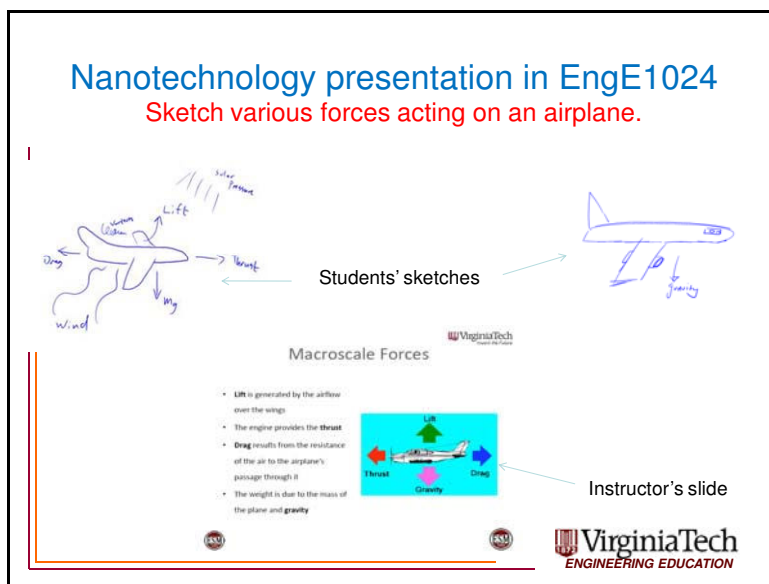 Nanotechnology presentation in EngE1024
Sketch various forces acting on an airplane.
Solar
Pressure
Lift
Drag
Thrust
Mg
Wind
Students' sketches
gravity
VirginiaTech
Macroscale Forces
• Lift is generated by the airflow
over the wings
• The engine provides the thrust
• Drag results from the resistance
of the air to the airplane's
passage through it
• The weight is due to the mass of
the plane and gravity
Lift
Thrust
Drag
Gravity
Instructor's slide
ESM
ESM
1872
VirginiaTech
ENGINEERING EDUCATION